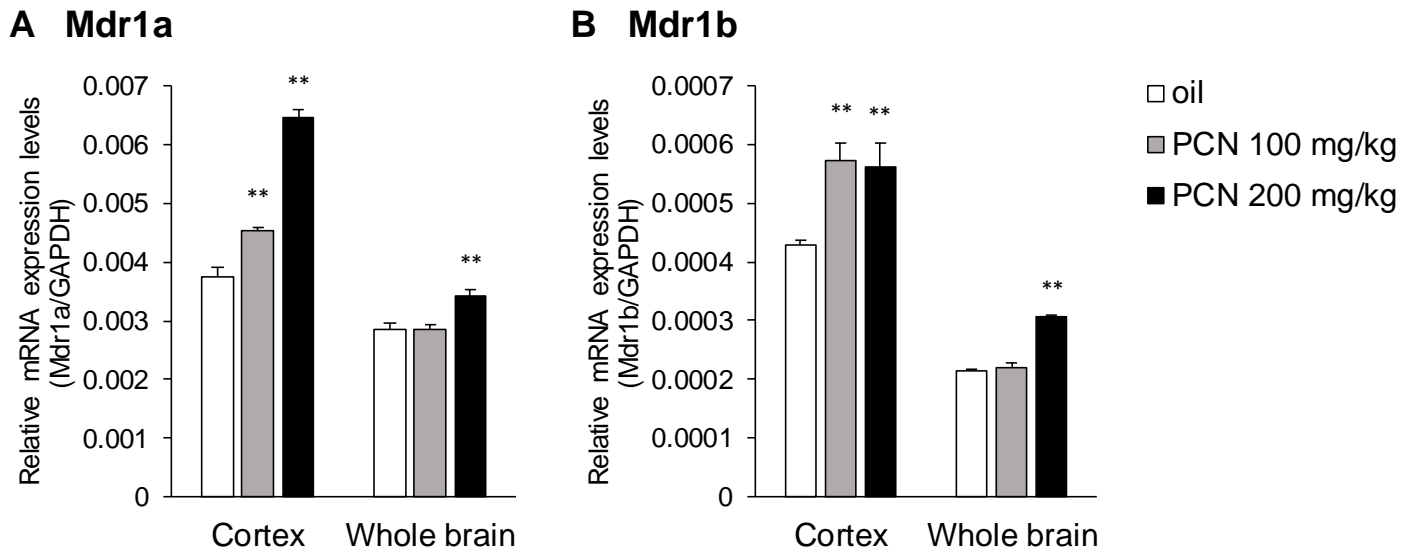 A Mdr1a
Relative mRNA expression levels
(Mdr1a/GAPDH)
0.007
0.006
0.005
0.004
0.003
0.002
0.001
0
**
**
**
Cortex Whole brain
B Mdr1b
Relative mRNA expression levels
(Mdr1b/GAPDH)
0.0007
0.0006
0.0005
0.0004
0.0003
0.0002
0.0001
0
** **
**
Cortex Whole brain
oil
PCN 100 mg/kg
PCN 200 mg/kg